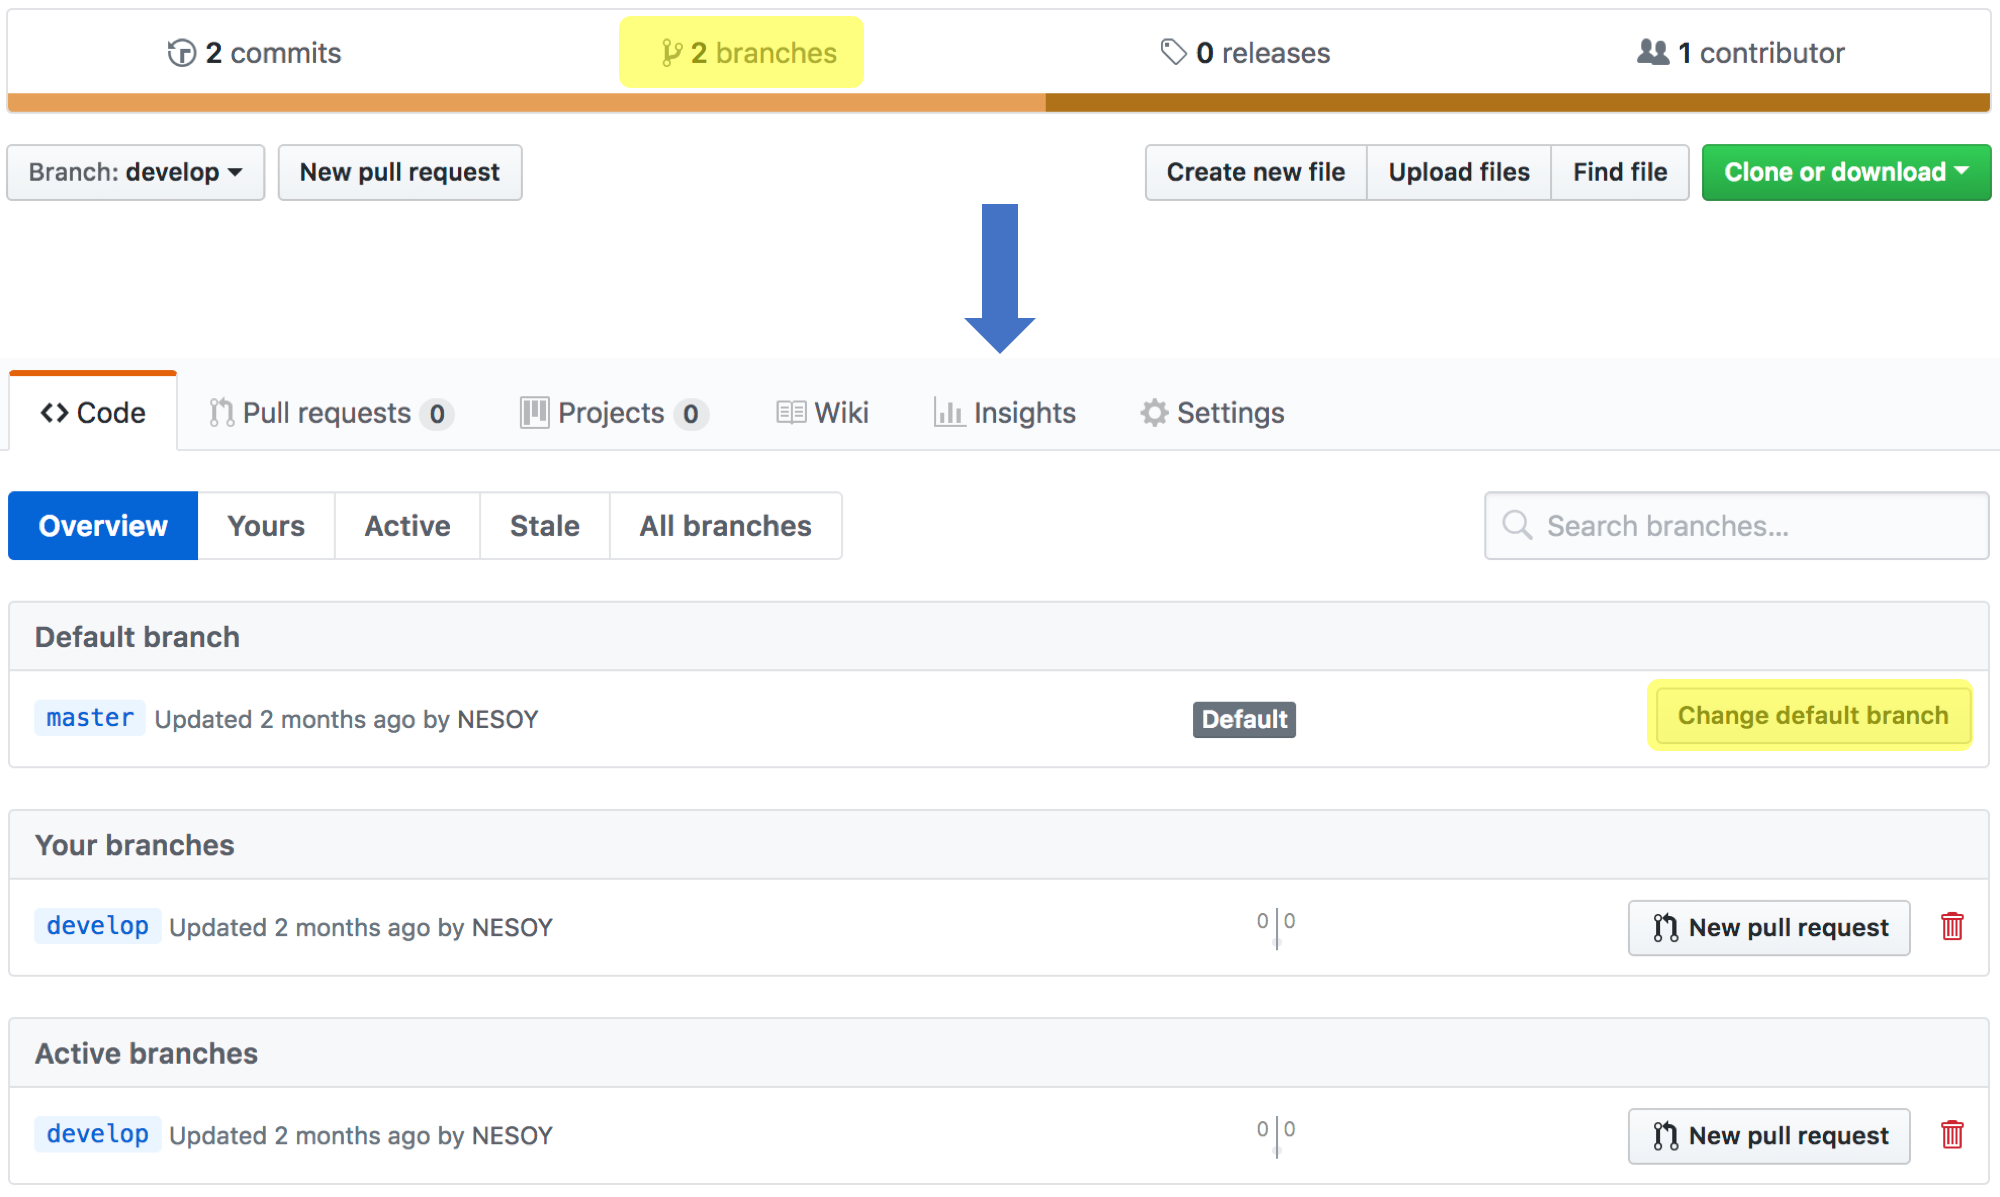 2 commits 2 branches 0 releases 1 contributor
Branch: develop New pull request Create new file Upload files Find file Clone or download
Code Pull requests 0 Projects 0 Wiki Insights Settings
Overview Yours Active Stale All branches Search branches...
Default branch
master Updated 2 months ago by NESOY Default Change default branch
Your branches
develop Updated 2 months ago by NESOY 0 0 New pull request
Active branches
develop Updated 2 months ago by NESOY 0 0 New pull request